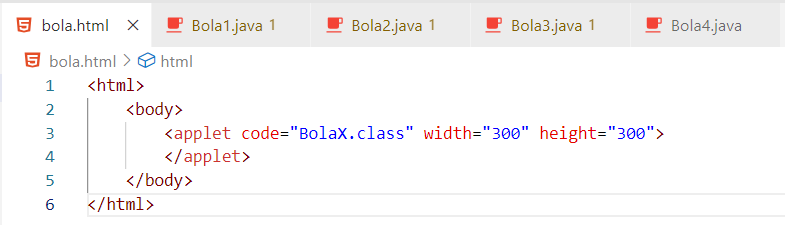 bola.html
Bola1.java 1
Bola2.java 1
Bola3.java 1
Bola4.java
bola.html > html
1 <html>
2 <body>
3 <applet code="BolaX.class" width="300" height="300">
4 </applet>
5 </body>
6 </html>